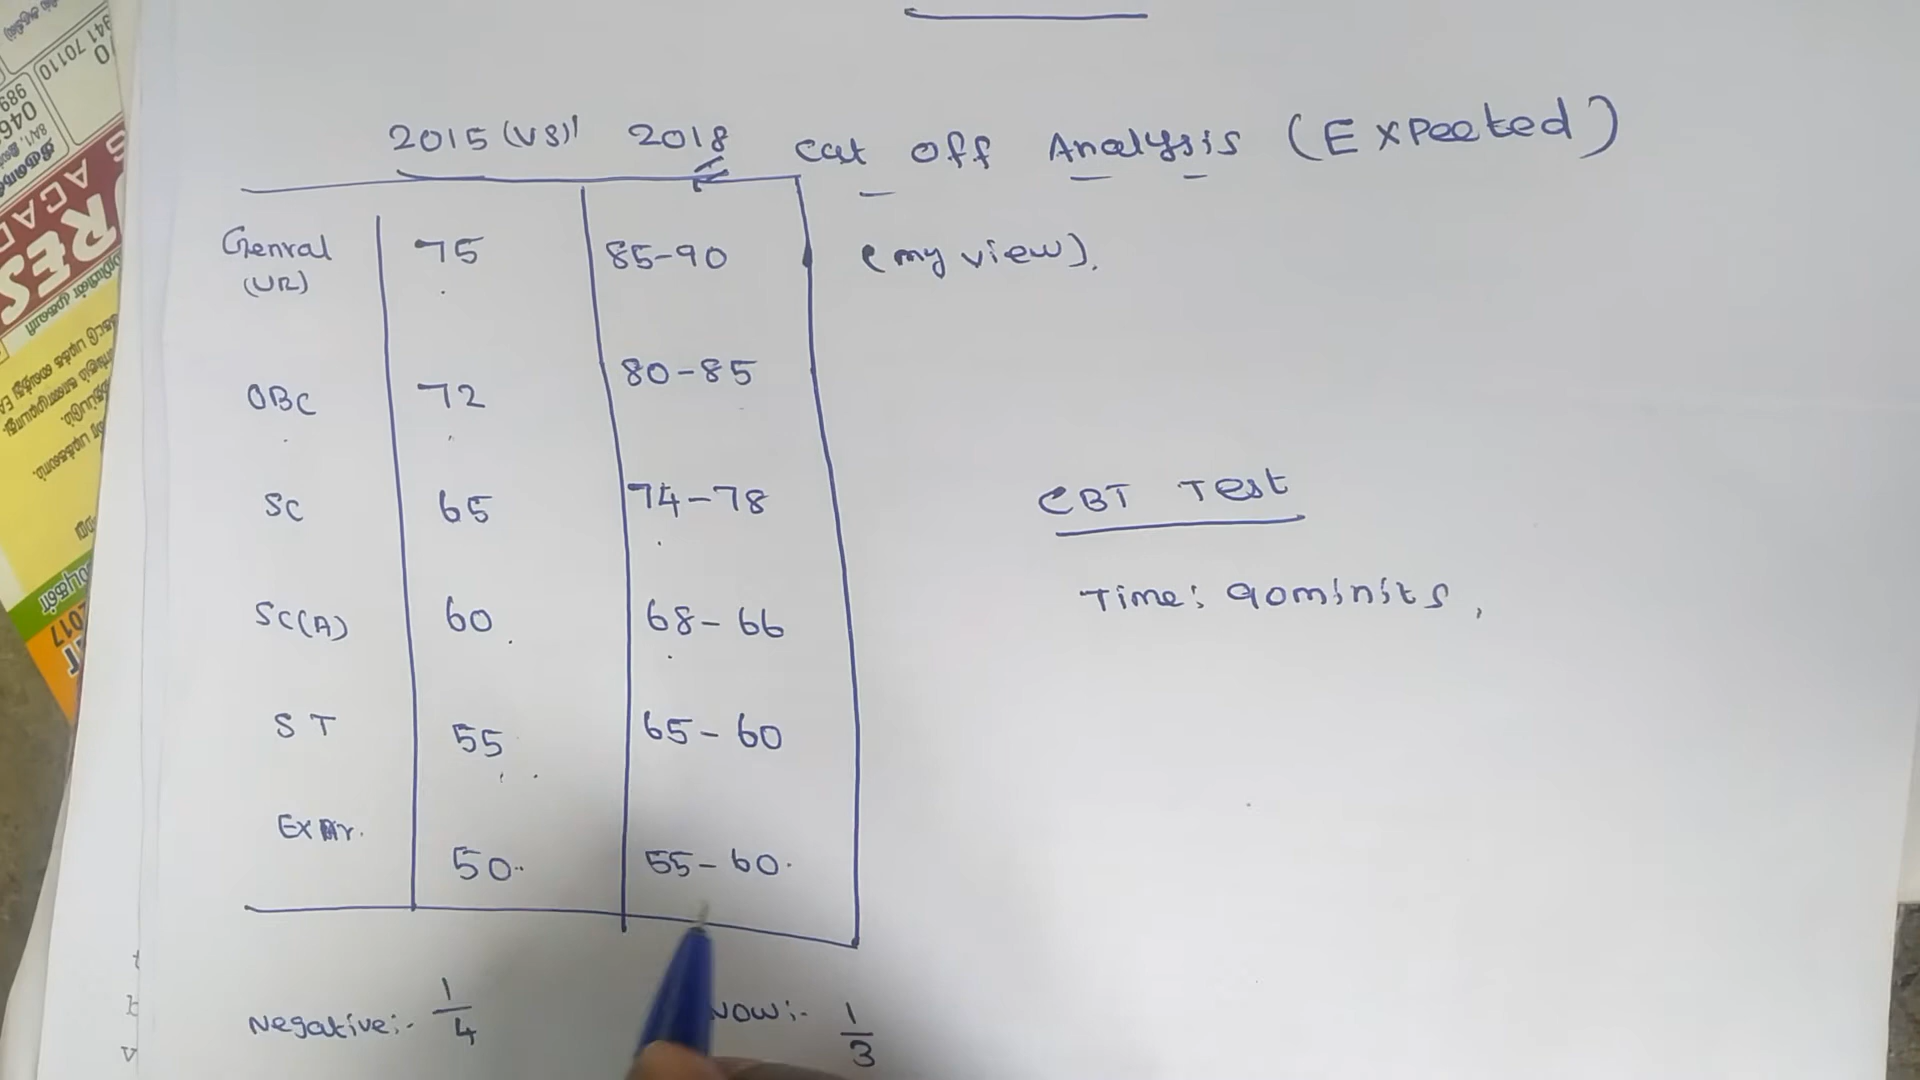 2015 (VS) 2018 Cut off Analysis (Expected)
Genral 75 85-90 (my view).
(UR)
OBC 72 80-85
SC 65 74-78
CBT Test
SC(A) 60 68-66
Time: 90minits,
ST 55 65-60
50 55-60
Negative:- 1/4 Now:- 1/3
70110
2017